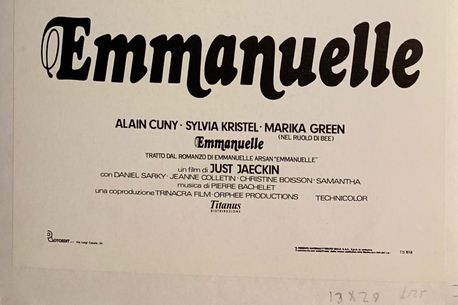 Emmanuelle
ALAIN CUNY · SYLVIA KRISTEL · MARIKA GREEN
(NEL RUOLO DI BEE)
Emmanuelle
TRATTO DAL ROMANZO DI EMMANUELLE ARSAN "EMMANUELLE"
un film di JUST JAECKIN
con DANIEL SARKY · JEANNE COLLETIN · CHRISTINE BOISSON · SAMANTHA
musica di PIERRE BACHELET
una coproduzione TRINACRA FILM · ORPHEE PRODUCTIONS TECHNICOLOR
Titanus
DISTRIBUZIONE
13X29